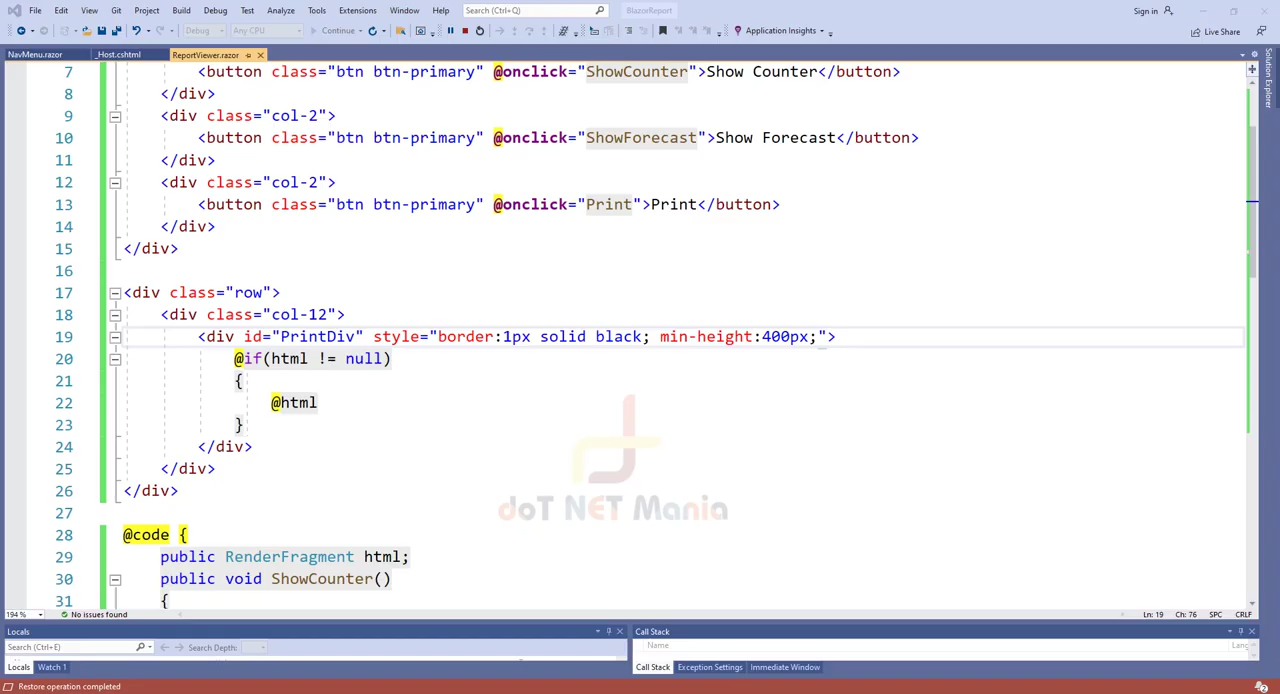 File Edit View Git Project Build Debug Test Analyze Tools Extensions Window Help Search (Ctrl+Q) BlazorReport Sign in
Debug Any CPU Continue Application Insights Live Share
NavMenu.razor _Host.cshtml ReportViewer.razor
Solution Explorer
7 <button class="btn btn-primary" @onclick="ShowCounter">Show Counter</button>
8 </div>
9 <div class="col-2">
10 <button class="btn btn-primary" @onclick="ShowForecast">Show Forecast</button>
11 </div>
12 <div class="col-2">
13 <button class="btn btn-primary" @onclick="Print">Print</button>
14 </div>
15 </div>
16
17 <div class="row">
18 <div class="col-12">
19 <div id="PrintDiv" style="border:1px solid black; min-height:400px;">
20 @if(html != null)
21 {
22 @html
23 }
24 </div>
25 </div>
26 </div>
27
28 @code {
29 public RenderFragment html;
30 public void ShowCounter()
31 {
doT NET Mania
194 % No issues found Ln: 19 Ch: 76 SPC CRLF
Locals Call Stack
Search (Ctrl+E) Search Depth: Name Lang
Locals Watch 1 Call Stack Exception Settings Immediate Window
Restore operation completed